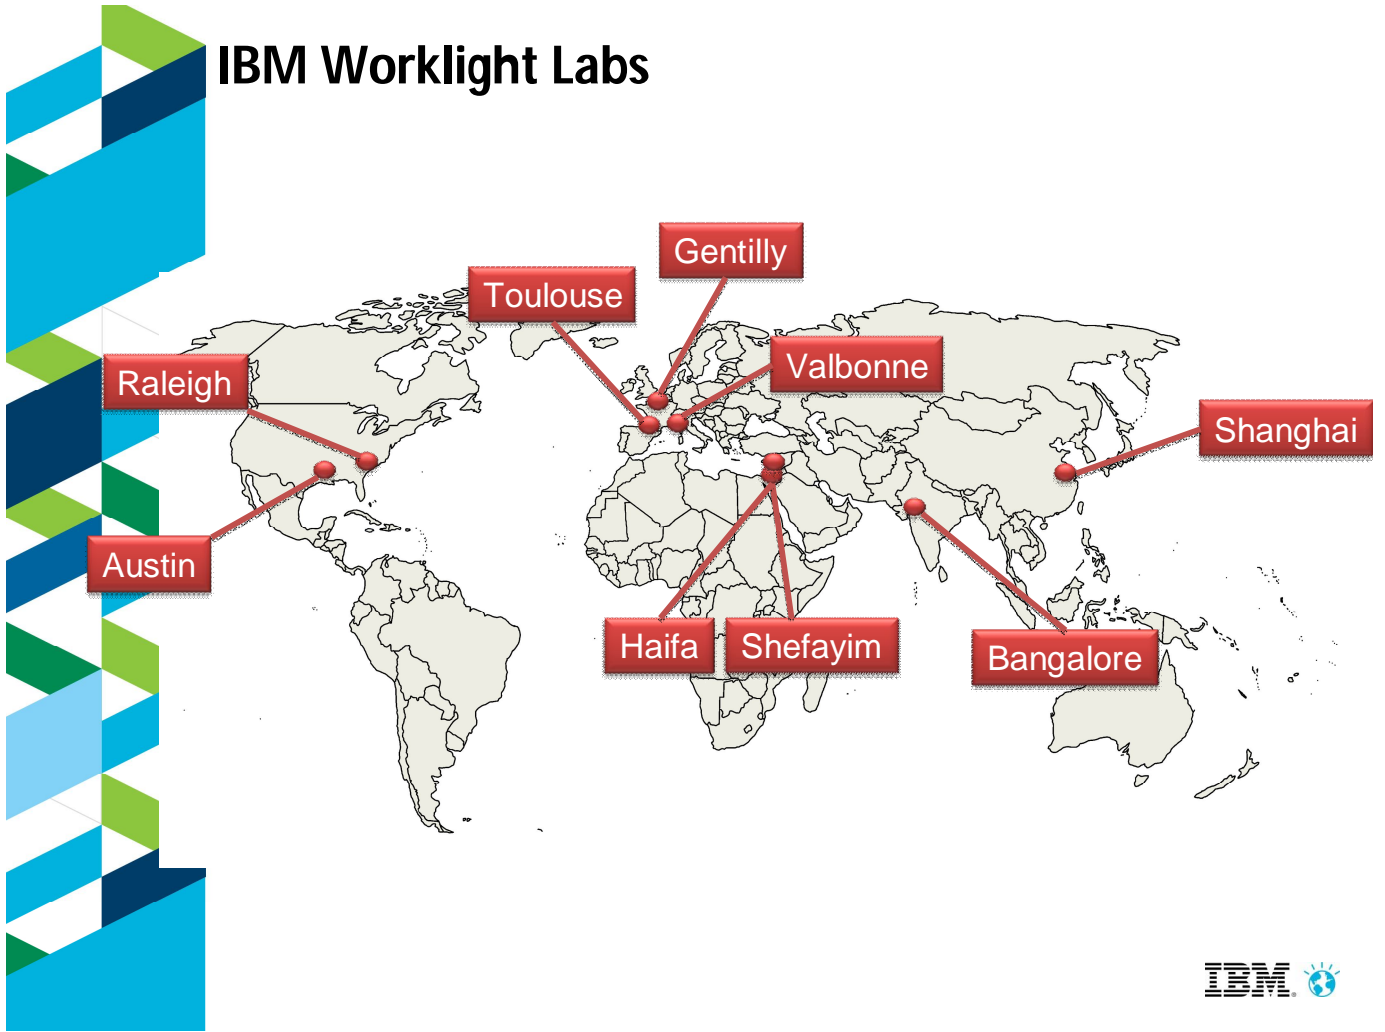 IBM Worklight Labs
Gentilly
Toulouse
Valbonne
Raleigh
Shanghai
Austin
Haifa
Shefayim
Bangalore
IBM.